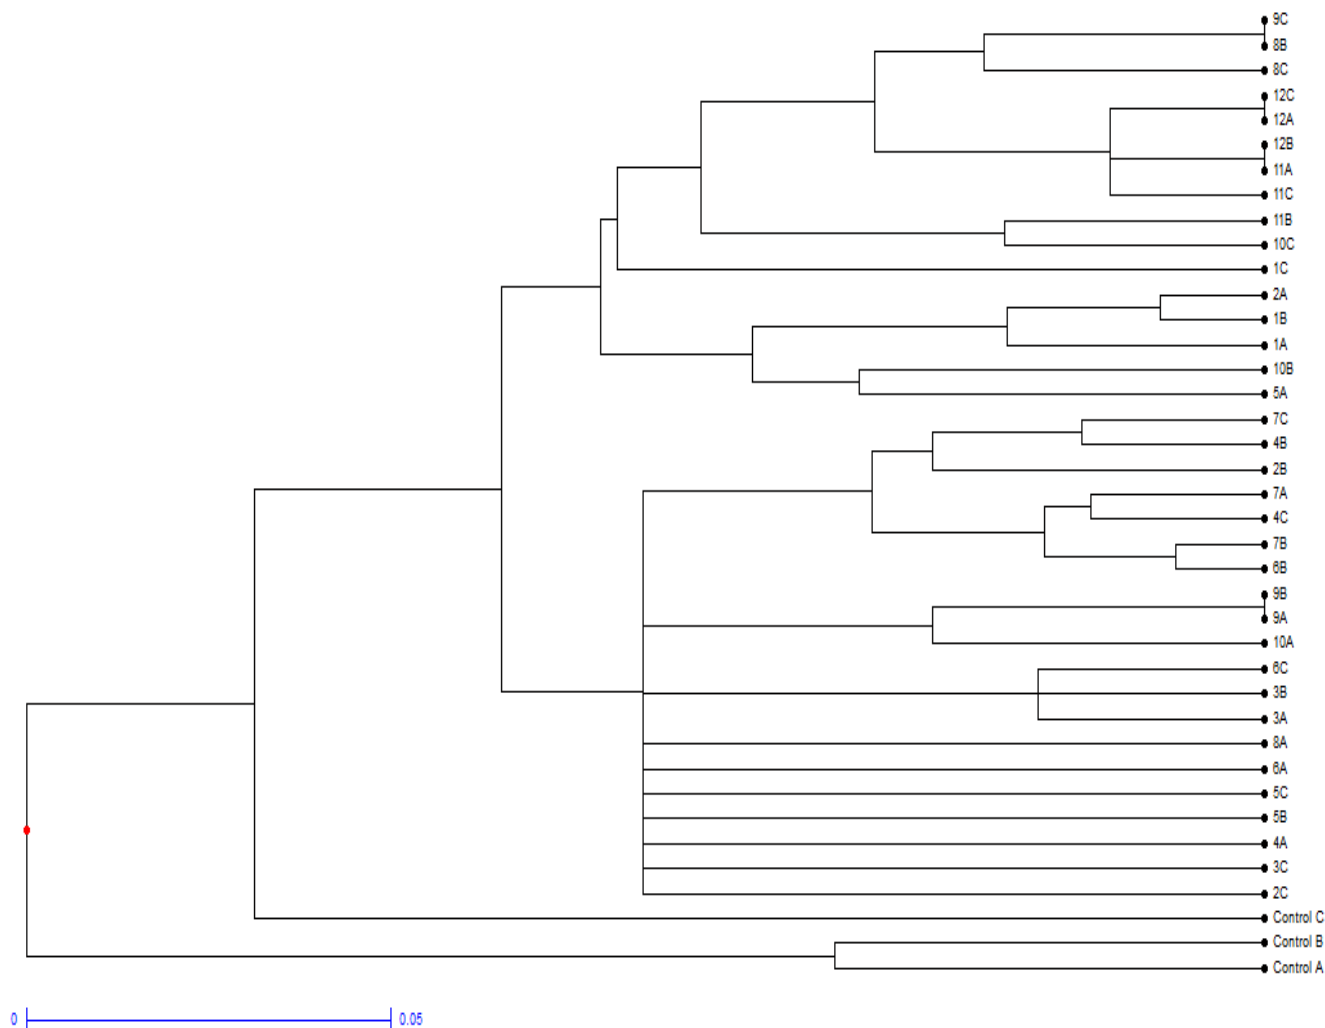 9C
8B
8C
12C
12A
12B
11A
11C
11B
10C
1C
2A
1B
1A
10B
5A
7C
4B
2B
7A
4C
7B
6B
9B
9A
10A
6C
3B
3A
8A
6A
5C
5B
4A
3C
2C
Control C
Control B
Control A
0 0.05